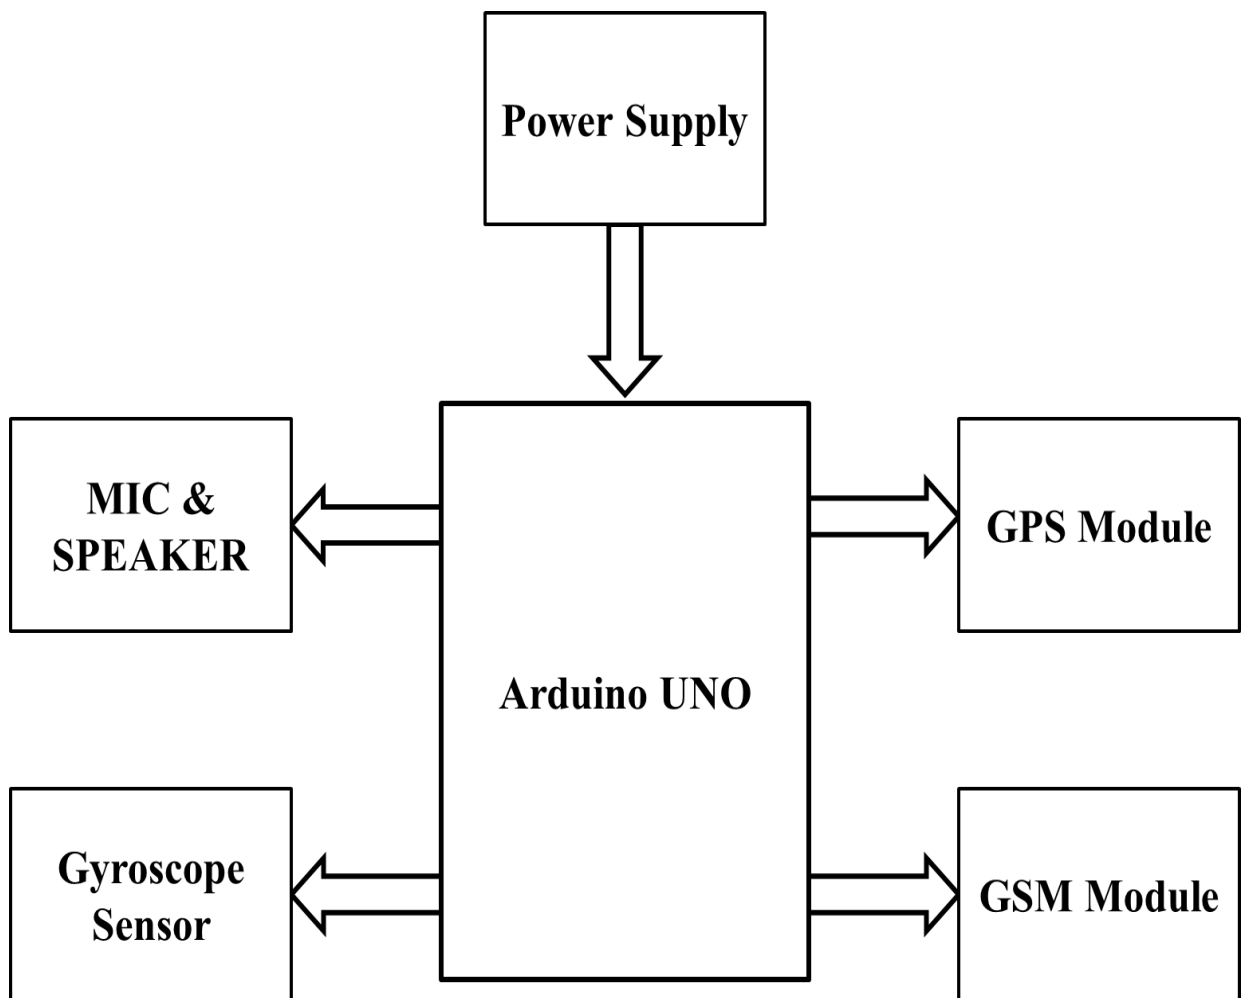 Power Supply
MIC &
SPEAKER
GPS Module
Arduino UNO
Gyroscope
Sensor
GSM Module